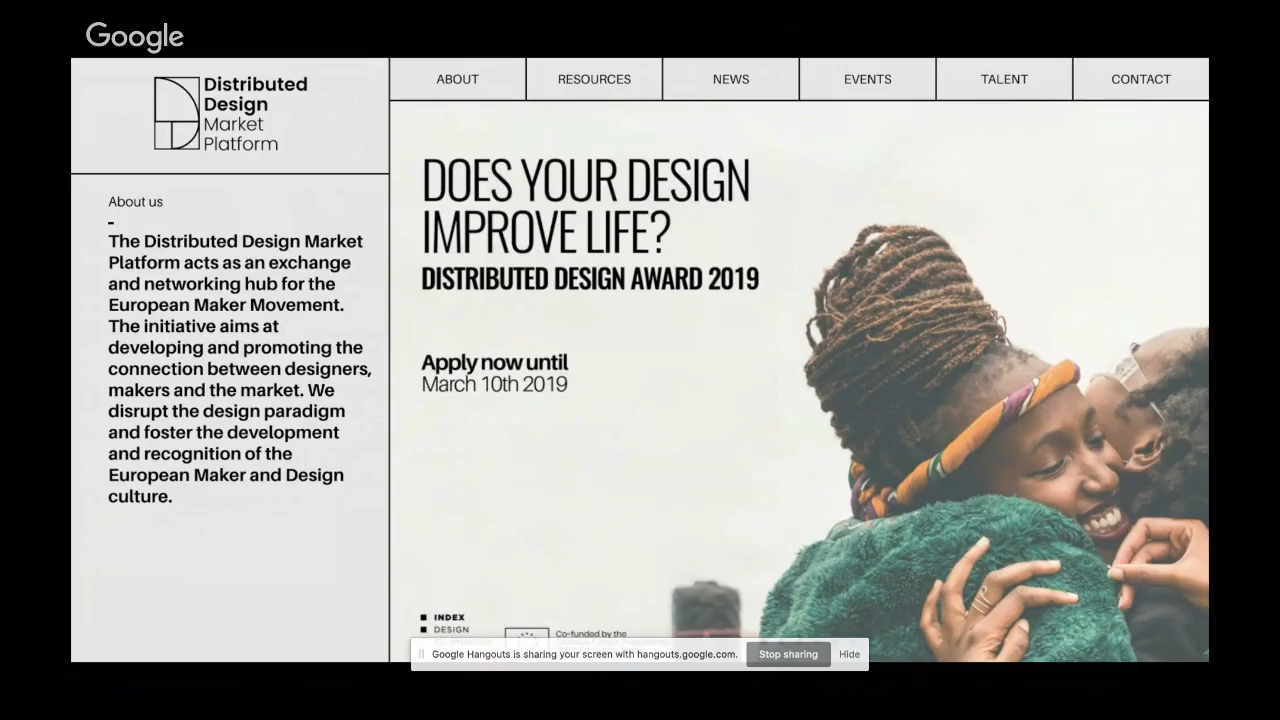 Google
Distributed
Design
Market
Platform
ABOUT
RESOURCES
NEWS
EVENTS
TALENT
CONTACT
About us
-
The Distributed Design Market
Platform acts as an exchange
and networking hub for the
European Maker Movement.
The initiative aims at
developing and promoting the
connection between designers,
makers and the market. We
disrupt the design paradigm
and foster the development
and recognition of the
European Maker and Design
culture.
DOES YOUR DESIGN
IMPROVE LIFE?
DISTRIBUTED DESIGN AWARD 2019
Apply now until
March 10th 2019
INDEX
DESIGN
Co-funded by the
Google Hangouts is sharing your screen with hangouts.google.com.
Stop sharing
Hide